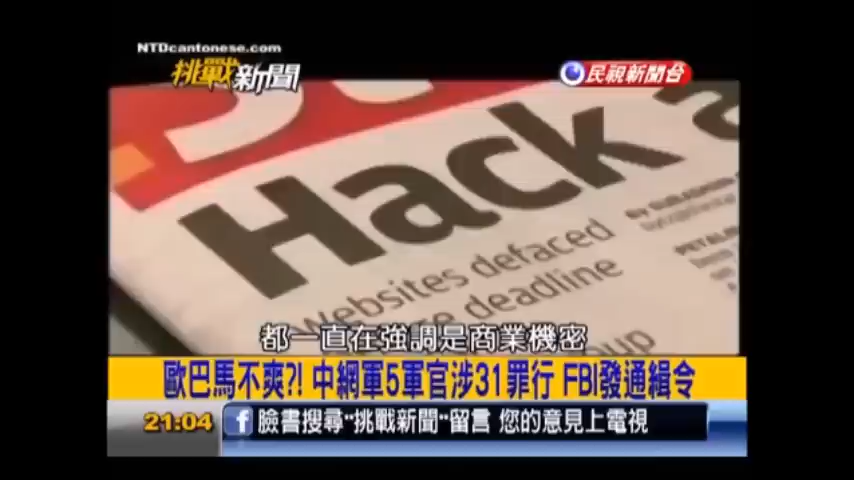 NTDcantonese.com
挑戰新聞
民視新聞台
Hack a
Websites defaced
deadline
都一直在強調是商業機密
歐巴馬不爽?! 中網軍5軍官涉31罪行 FBI發通緝令
21:04 f 臉書搜尋"挑戰新聞"留言 您的意見上電視